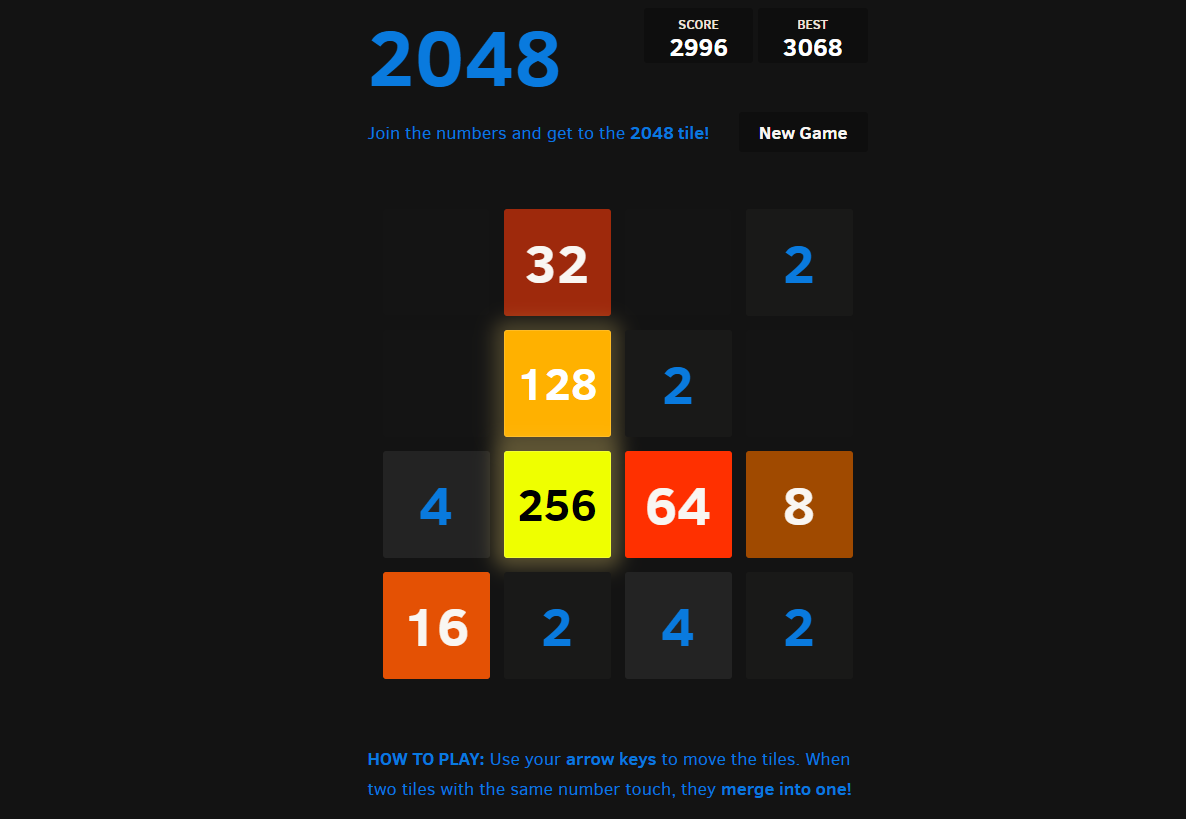 2048
SCORE
2996
BEST
3068
Join the numbers and get to the 2048 tile!
New Game
32 2
128 2
4 256 64 8
16 2 4 2
HOW TO PLAY: Use your arrow keys to move the tiles. When
two tiles with the same number touch, they merge into one!